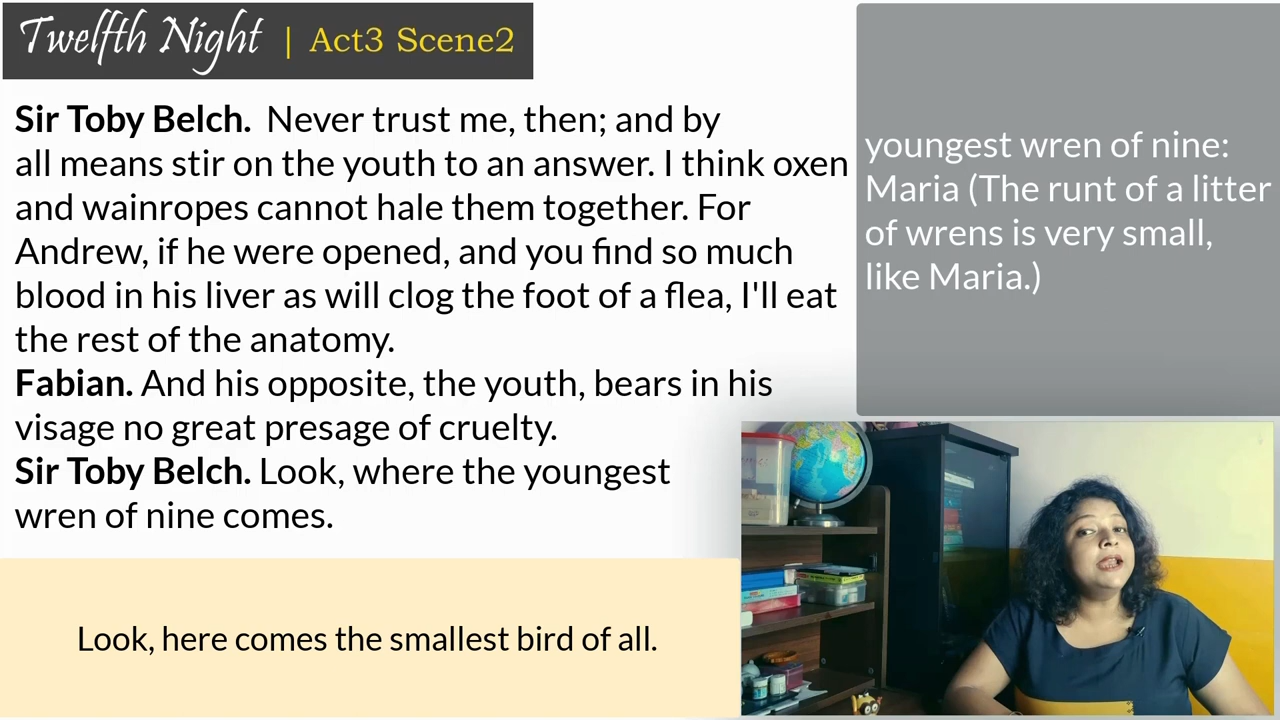 Twelfth Night | Act3 Scene2
Sir Toby Belch. Never trust me, then; and by
all means stir on the youth to an answer. I think oxen
and wainropes cannot hale them together. For
Andrew, if he were opened, and you find so much
blood in his liver as will clog the foot of a flea, I'll eat
the rest of the anatomy.
Fabian. And his opposite, the youth, bears in his
visage no great presage of cruelty.
Sir Toby Belch. Look, where the youngest
wren of nine comes.
Look, here comes the smallest bird of all.
youngest wren of nine:
Maria (The runt of a litter
of wrens is very small,
like Maria.)